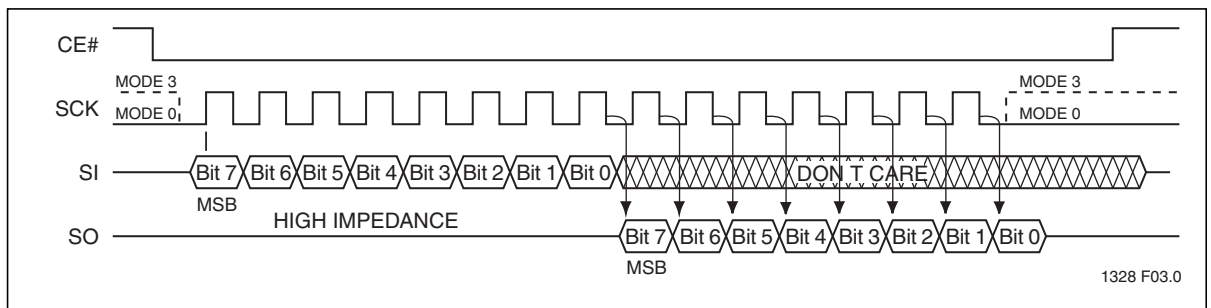 CE#
MODE 3 MODE 3
SCK
MODE 0 MODE 0
SI Bit 7 Bit 6 Bit 5 Bit 4 Bit 3 Bit 2 Bit 1 Bit 0 DON T CARE
MSB
HIGH IMPEDANCE
SO Bit 7 Bit 6 Bit 5 Bit 4 Bit 3 Bit 2 Bit 1 Bit 0
MSB
1328 F03.0